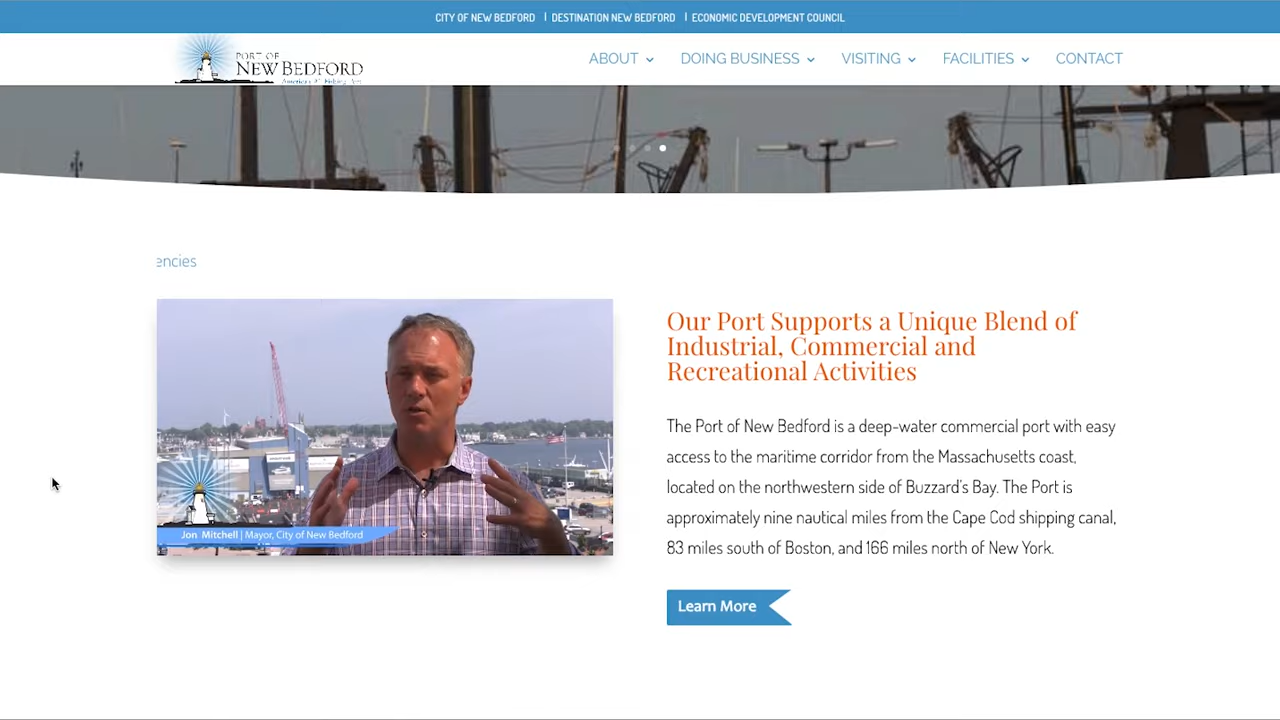 CITY OF NEW BEDFORD | DESTINATION NEW BEDFORD | ECONOMIC DEVELOPMENT COUNCIL
PORT OF
NEW BEDFORD
ABOUT DOING BUSINESS VISITING FACILITIES CONTACT
encies
Jon Mitchell | Mayor, City of New Bedford
Our Port Supports a Unique Blend of
Industrial, Commercial and
Recreational Activities
The Port of New Bedford is a deep-water commercial port with easy
access to the maritime corridor from the Massachusetts coast,
located on the northwestern side of Buzzard's Bay. The Port is
approximately nine nautical miles from the Cape Cod shipping canal,
83 miles south of Boston, and 166 miles north of New York.
Learn More